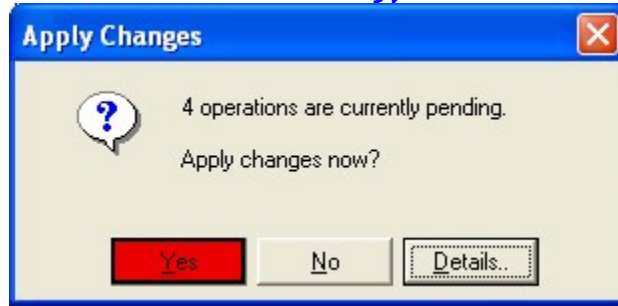 Apply Changes
4 operations are currently pending.
Apply changes now?
Yes No Details..